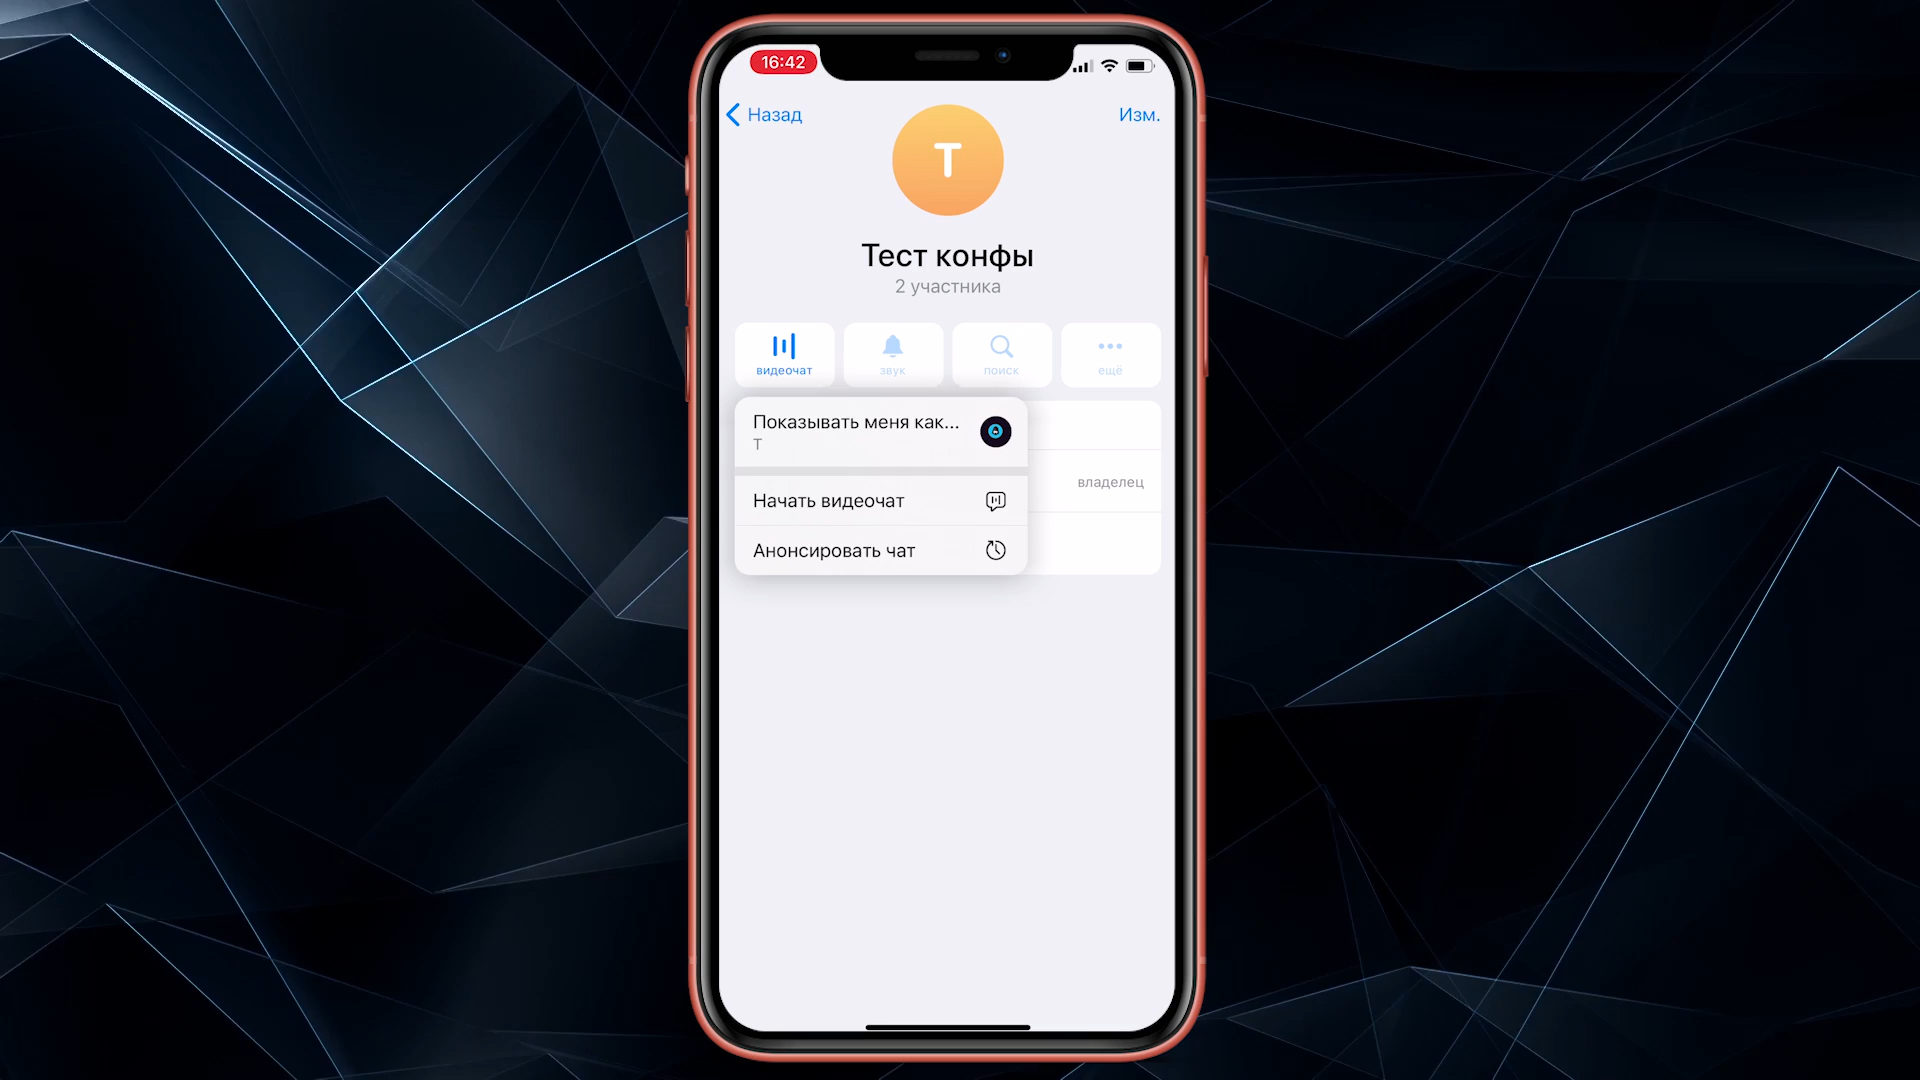 16:42
Назад
Изм.
Т
Тест конфы
2 участника
видеочат
звук
поиск
ещё
Показывать меня как...
Т
владелец
Начать видеочат
Анонсировать чат